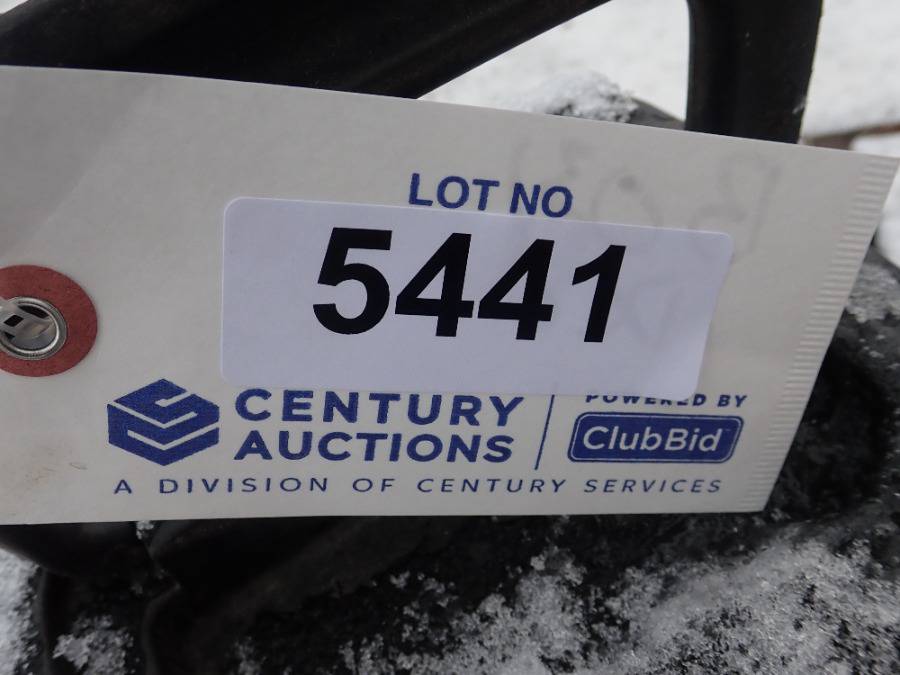 LOT NO
5441
CENTURY
AUCTIONS
POWERED BY
ClubBid
A DIVISION OF CENTURY SERVICES